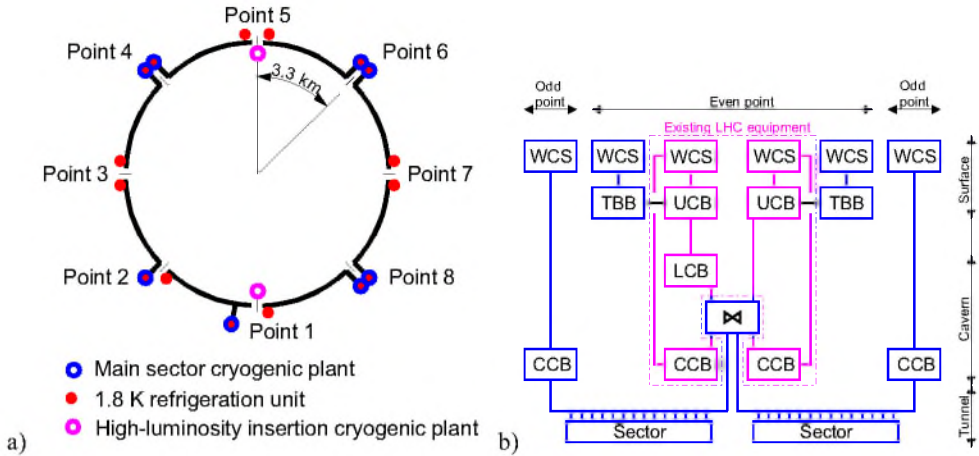 Point 5
Point 4
Point 6
3.3 km
Point 3
Point 7
Point 2
Point 8
Point 1
Main sector cryogenic plant
1.8 K refrigeration unit
High-luminosity insertion cryogenic plant
a)
Odd
point
Even point
Odd
point
Existing LHC equipment
WCS WCS WCS WCS WCS WCS
TBB UCB UCB TBB
LCB
CCB CCB CCB CCB
Sector Sector
Surface
Cavern
Tunnel
b)